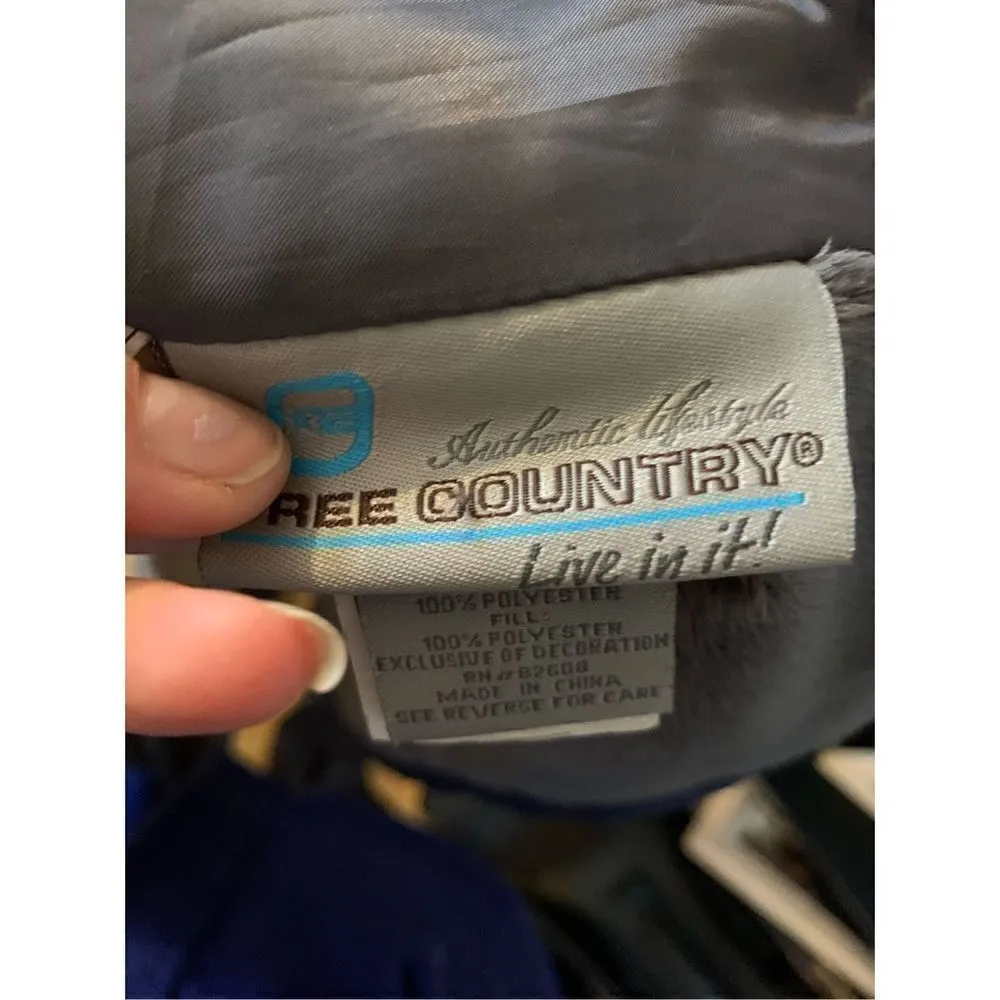 Authentic lifestyle
REE COUNTRY®
Live in it!
100% POLYESTER
FILL:
100% POLYESTER
EXCLUSIVE OF DECORATION
RN# 82608
MADE IN CHINA
SEE REVERSE FOR CARE